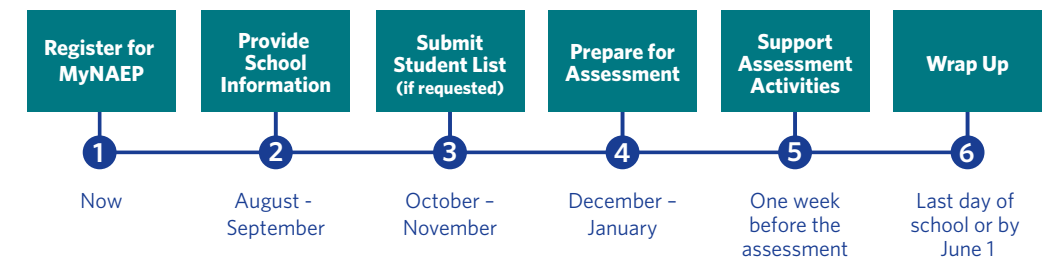 Register for
MyNAEP
Provide
School
Information
Submit
Student List
(if requested)
Prepare for
Assessment
Support
Assessment
Activities
Wrap Up
1
2
3
4
5
6
Now
August -
September
October –
November
December –
January
One week
before the
assessment
Last day of
school or by
June 1